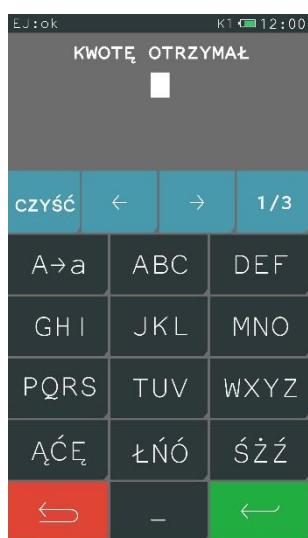 EJ:ok K1 12:00
KWOTĘ OTRZYMAŁ
CZYŚĆ ← → 1/3
A→a ABC DEF
GHI JKL MNO
PQRS TUV WXYZ
ĄĆĘ ŁŃÓ ŚŻŹ
_